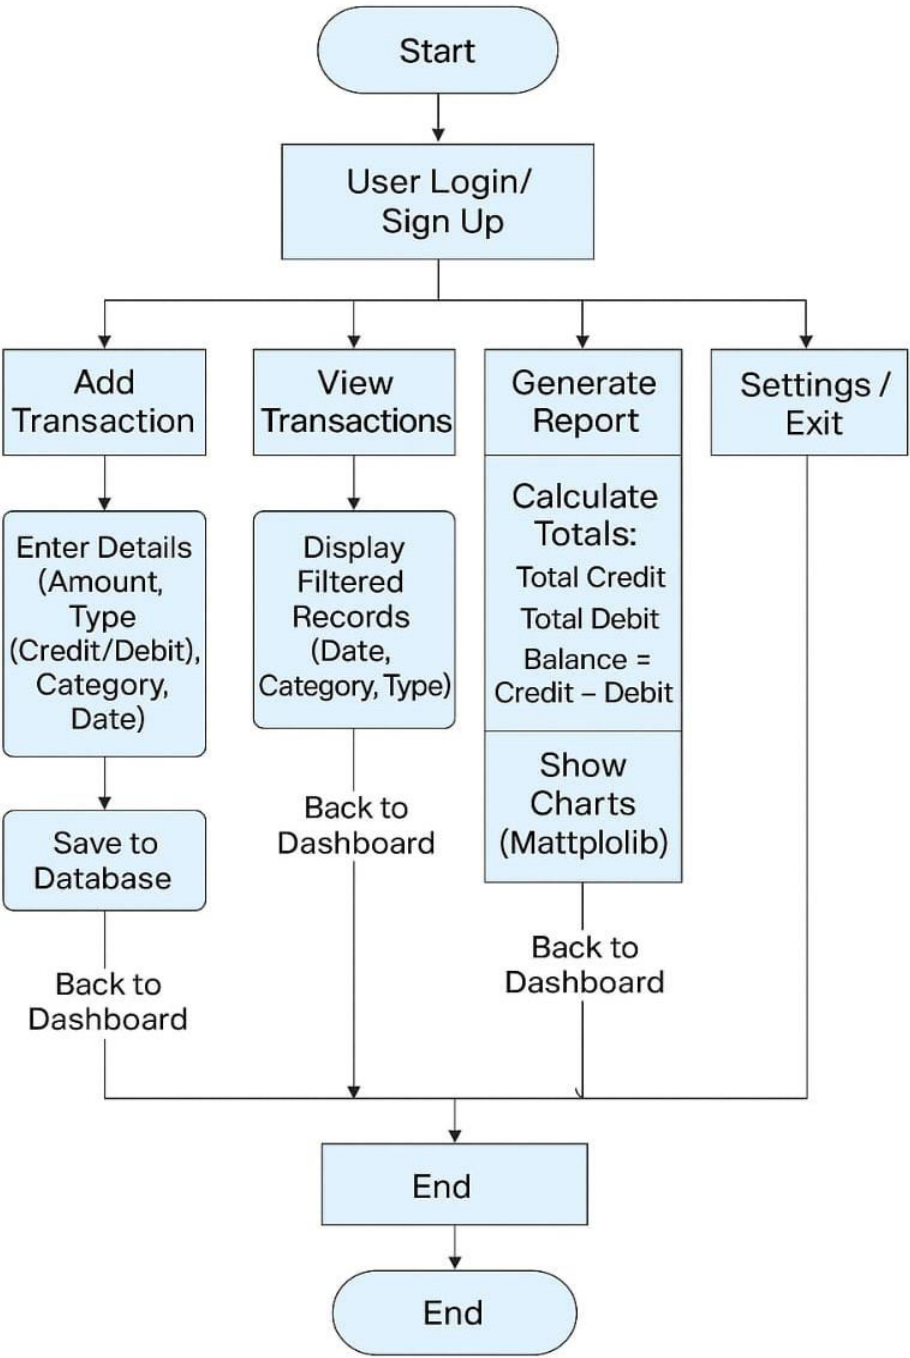 Start
User Login/
Sign Up
Add
Transaction
View
Transactions
Generate
Report
Settings /
Exit
Enter Details
(Amount,
Type
(Credit/Debit),
Category,
Date)
Display
Filtered
Records
(Date,
Category, Type)
Calculate
Totals:
Total Credit
Total Debit
Balance =
Credit – Debit
Show
Charts
(Mattplolib)
Save to
Database
Back to
Dashboard
Back to
Dashboard
Back to
Dashboard
End
End